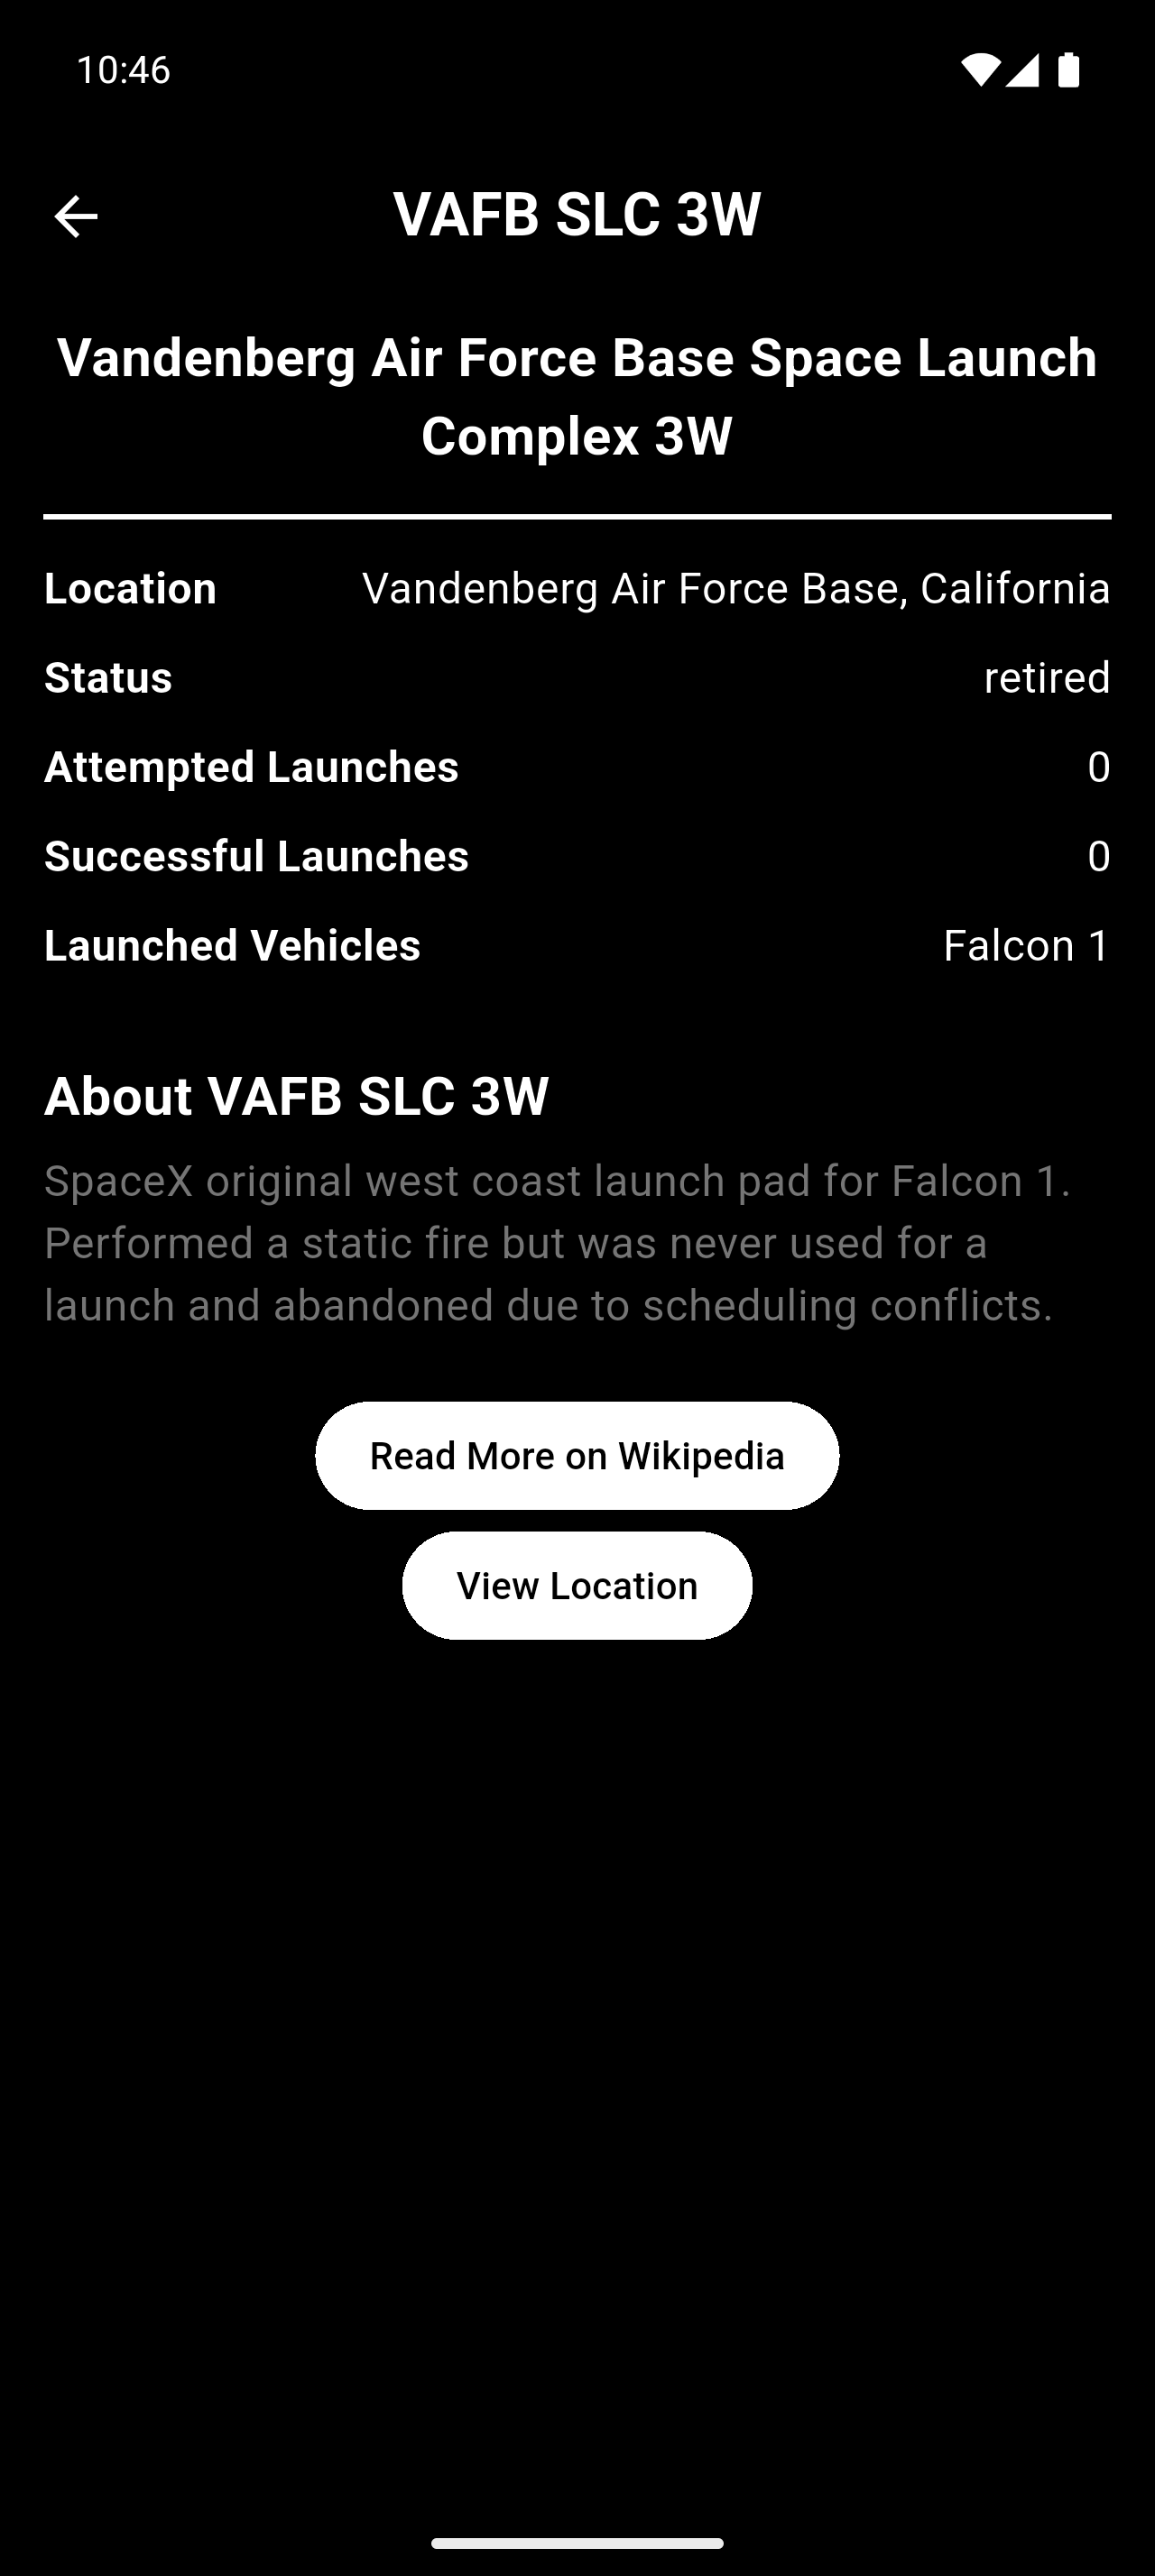 10:46
VAFB SLC 3W
Vandenberg Air Force Base Space Launch
Complex 3W
Location Vandenberg Air Force Base, California
Status retired
Attempted Launches 0
Successful Launches 0
Launched Vehicles Falcon 1
About VAFB SLC 3W
SpaceX original west coast launch pad for Falcon 1.
Performed a static fire but was never used for a
launch and abandoned due to scheduling conflicts.
Read More on Wikipedia
View Location